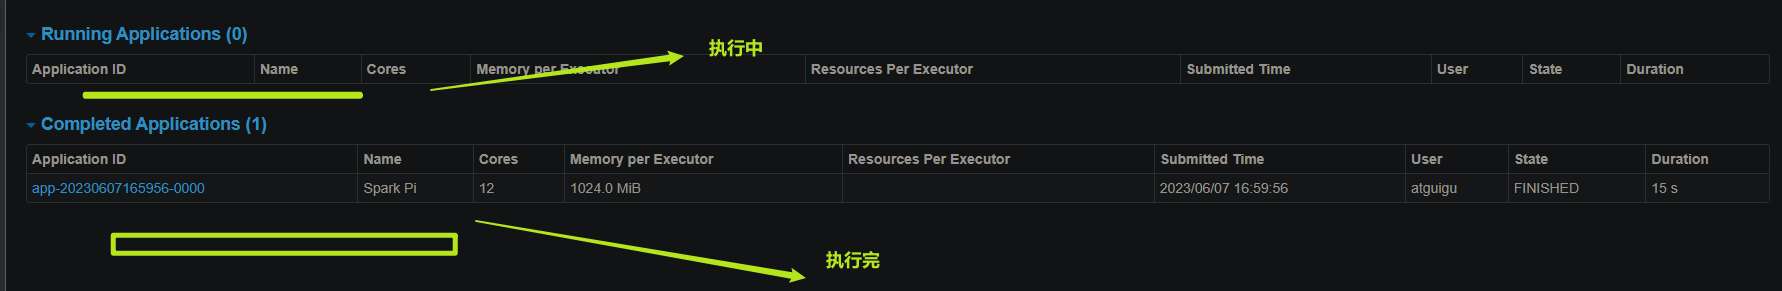 Running Applications (0)
执行中
Application ID Name Cores Memory per Executor Resources Per Executor Submitted Time User State Duration
Completed Applications (1)
Application ID Name Cores Memory per Executor Resources Per Executor Submitted Time User State Duration
app-20230607165956-0000 Spark Pi 12 1024.0 MiB 2023/06/07 16:59:56 atguigu FINISHED 15 s
执行完